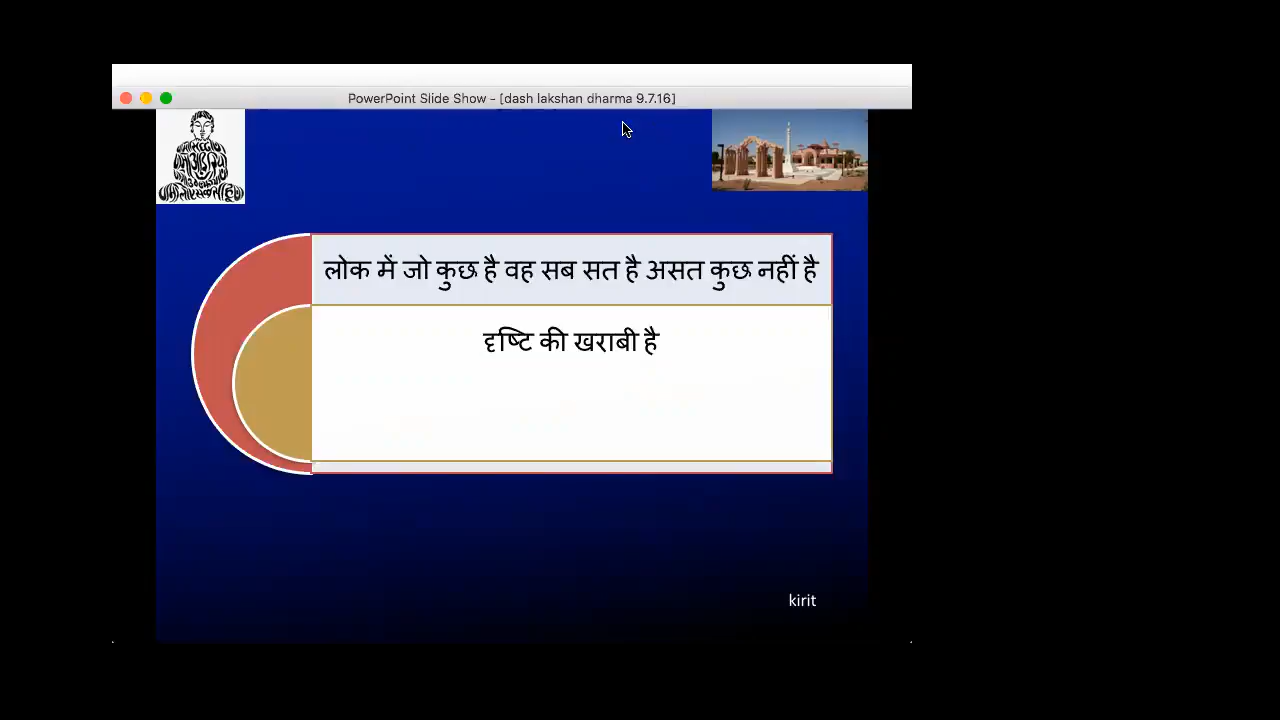 PowerPoint Slide Show - [dash lakshan dharma 9.7.16]
लोक में जो कुछ है वह सब सत है असत कुछ नहीं है
दृष्टि की खराबी है
kirit